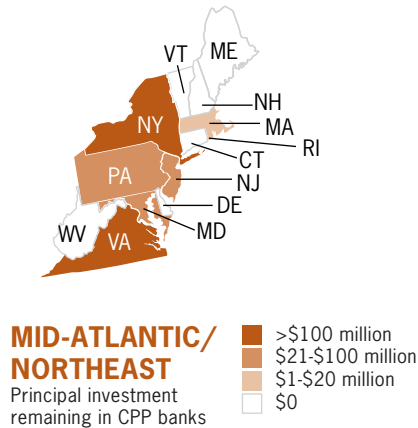 ME
VT
NH
NY
MA
RI
CT
PA
NJ
DE
WV
MD
VA
MID-ATLANTIC/
NORTHEAST
Principal investment
remaining in CPP banks
>$100 million
$21-$100 million
$1-$20 million
$0